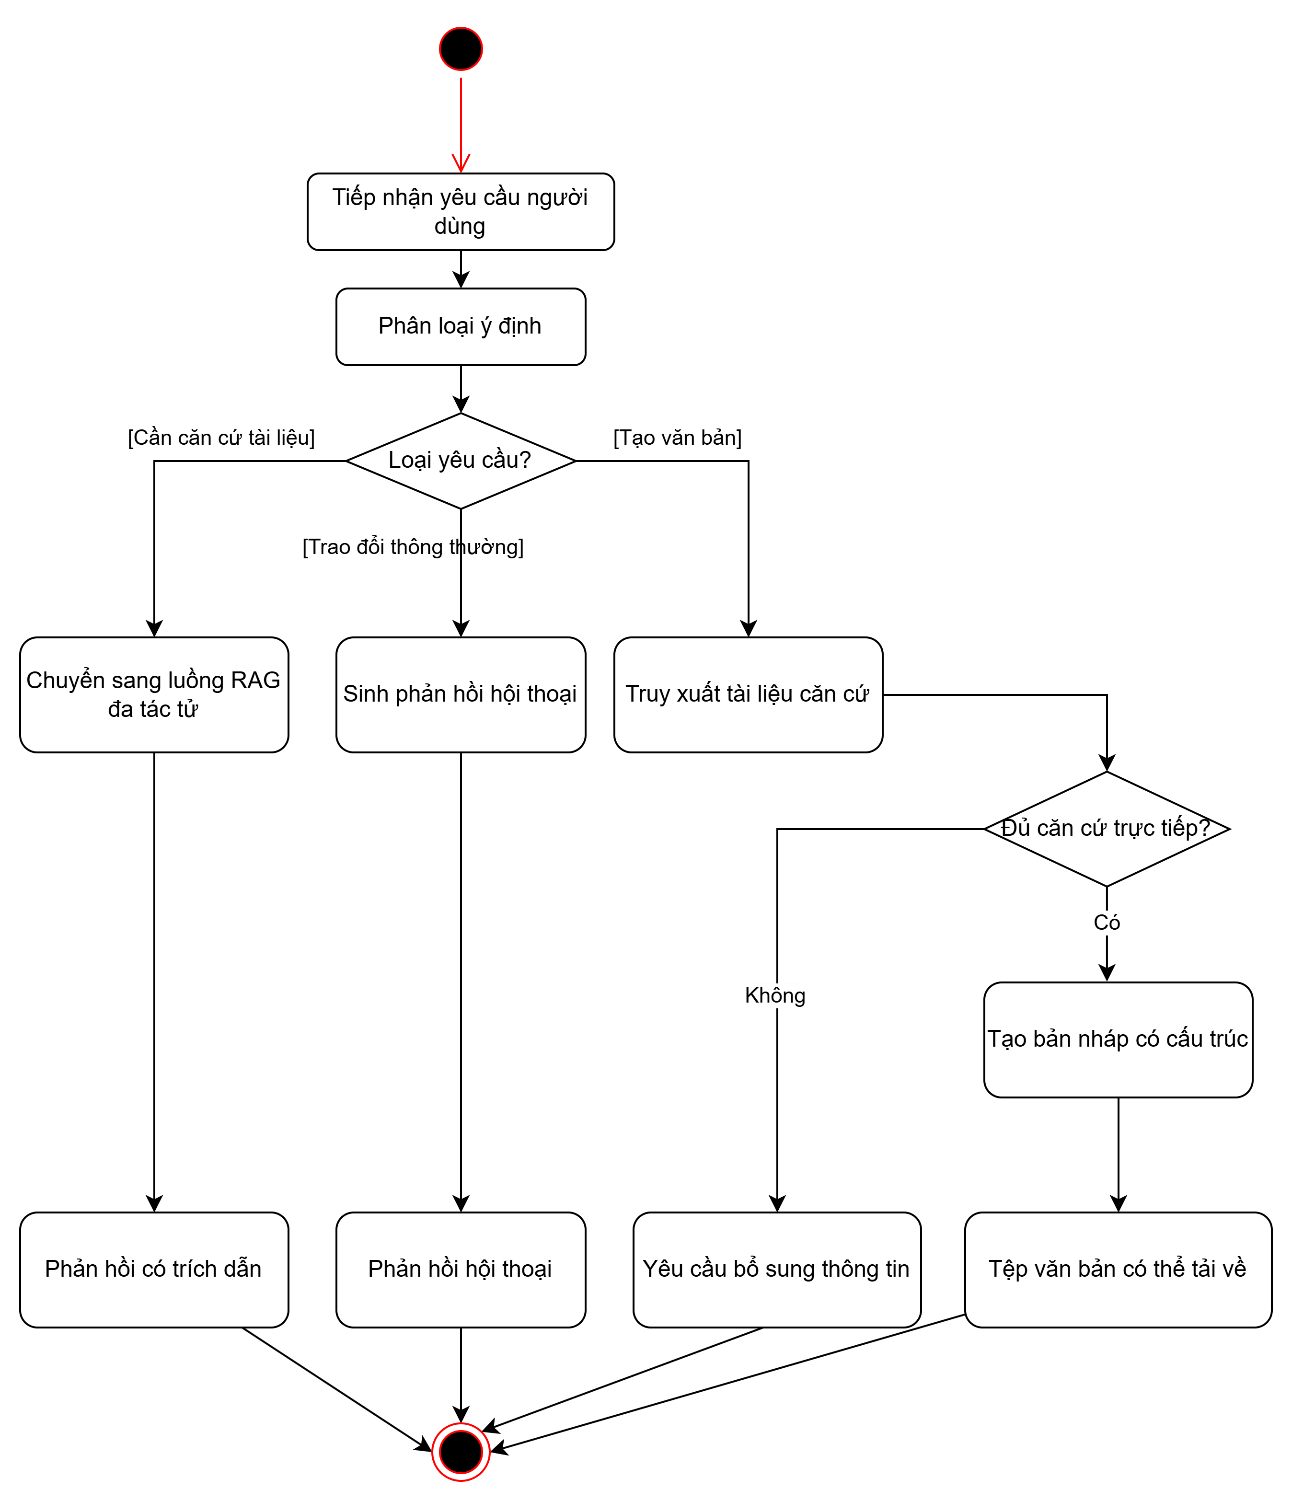 Tiếp nhận yêu cầu người
dùng
Phân loại ý định
[Cần căn cứ tài liệu]
[Tạo văn bản]
Loại yêu cầu?
[Trao đổi thông thường]
Chuyển sang luồng RAG
đa tác tử
Sinh phản hồi hội thoại
Truy xuất tài liệu căn cứ
Đủ căn cứ trực tiếp?
Có
Không
Tạo bản nháp có cấu trúc
Phản hồi có trích dẫn
Phản hồi hội thoại
Yêu cầu bổ sung thông tin
Tệp văn bản có thể tải về